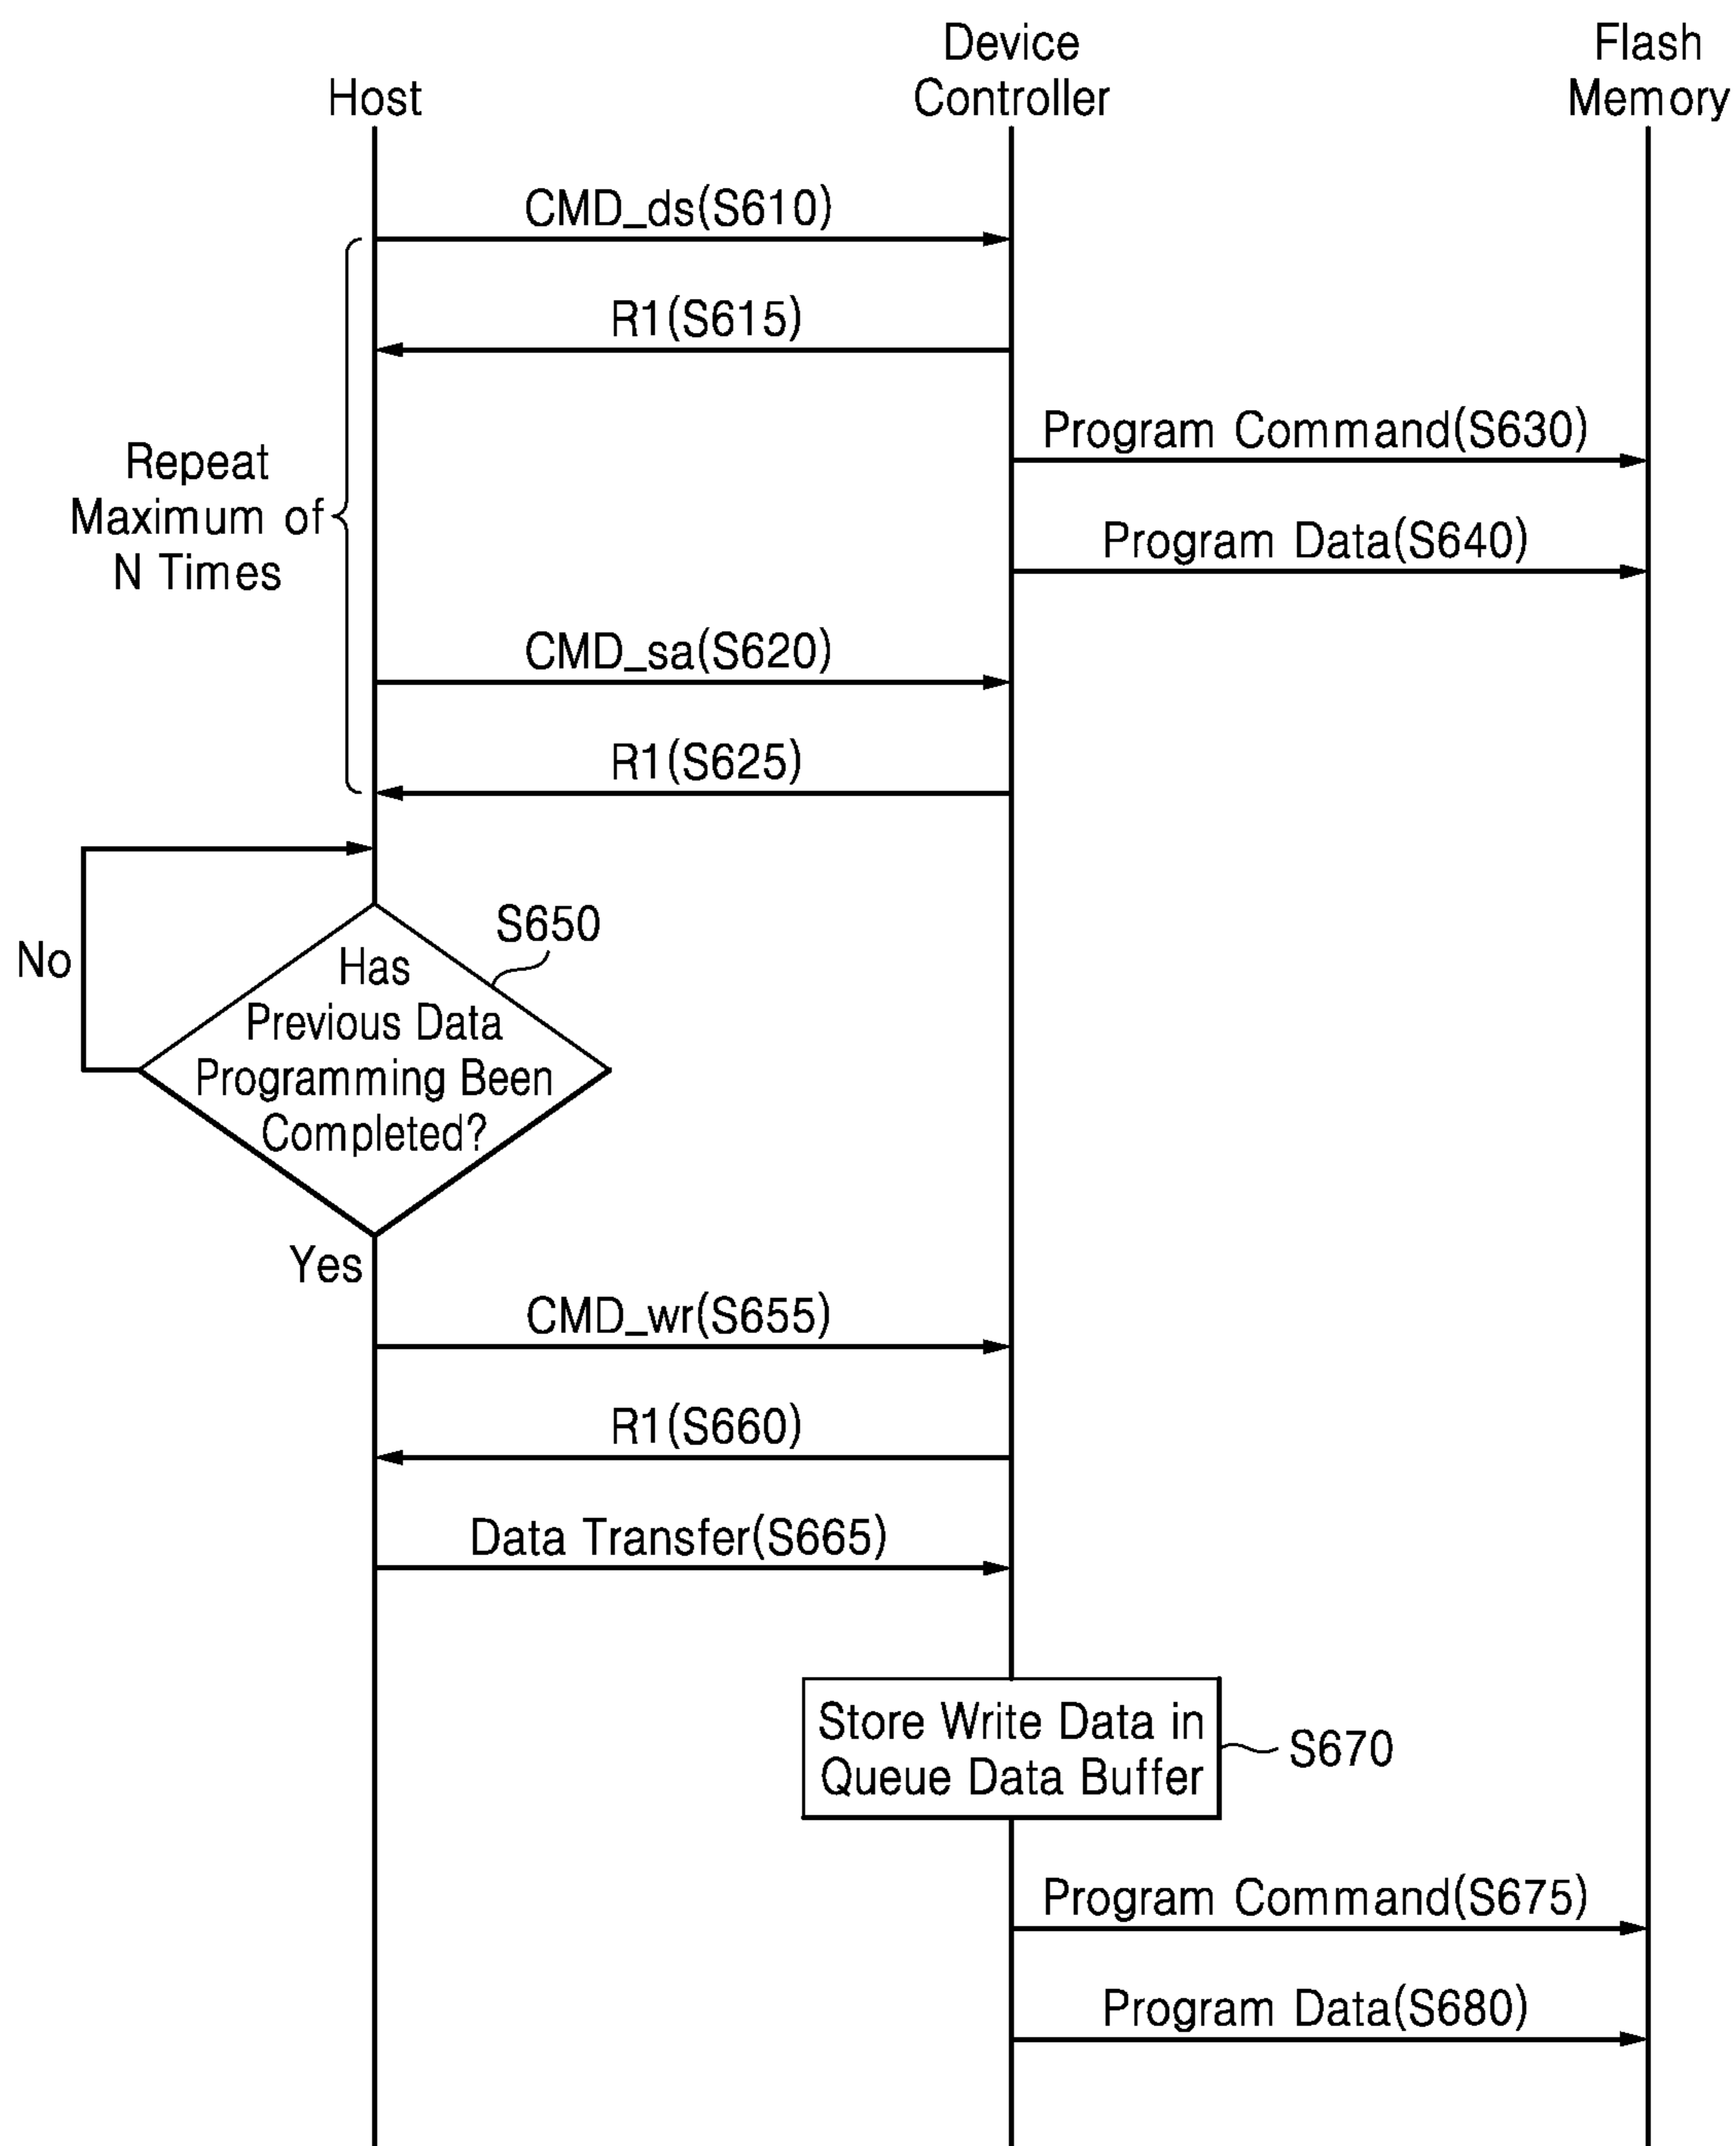 Host
Device
Controller
Flash
Memory
CMD_ds(S610)
R1(S615)
Program Command(S630)
Repeat
Maximum of
N Times
Program Data(S640)
CMD_sa(S620)
R1(S625)
S650
No
Has
Previous Data
Programming Been
Completed?
Yes
CMD_wr(S655)
R1(S660)
Data Transfer(S665)
Store Write Data in
Queue Data Buffer
S670
Program Command(S675)
Program Data(S680)